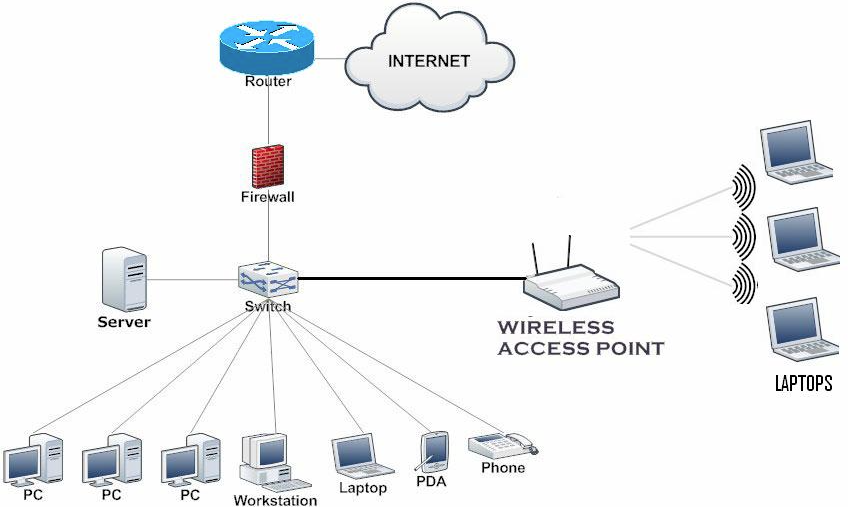 INTERNET
Router
Firewall
Switch
Server
WIRELESS
ACCESS POINT
LAPTOPS
PC
PC
PC
Workstation
Laptop
PDA
Phone